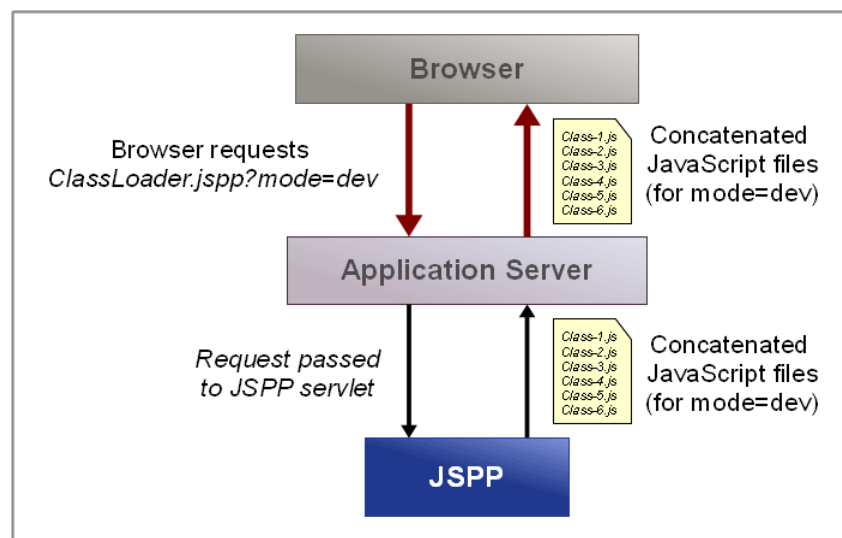 Browser
Browser requests
ClassLoader.jspp?mode=dev
Class-1.js
Class-2.js
Class-3.js
Class-4.js
Class-5.js
Class-6.js
Concatenated
JavaScript files
(for mode=dev)
Application Server
Request passed
to JSPP servlet
Class-1.js
Class-2.js
Class-3.js
Class-4.js
Class-5.js
Class-6.js
Concatenated
JavaScript files
(for mode=dev)
JSPP